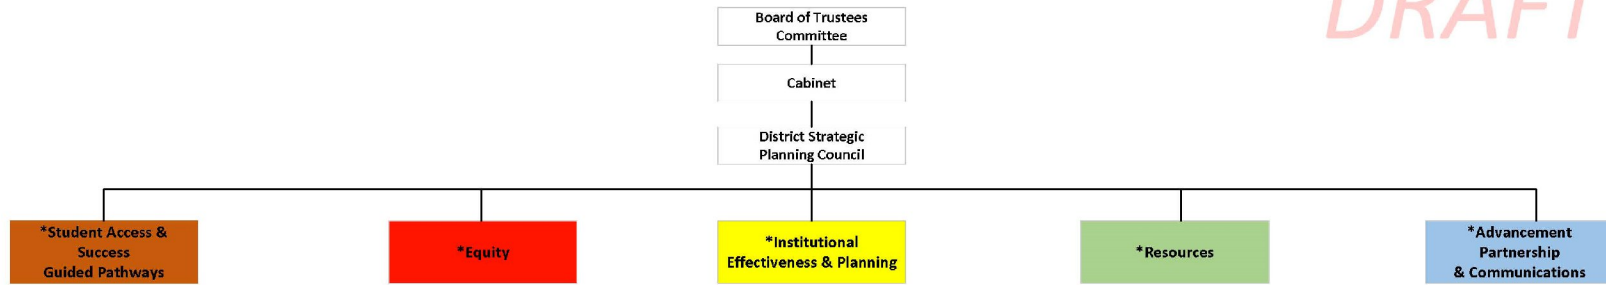 DRAFT
Board of Trustees
Committee
Cabinet
District Strategic
Planning Council
*Student Access &
Success
Guided Pathways
*Equity
*Institutional
Effectiveness & Planning
*Resources
*Advancement
Partnership
& Communications